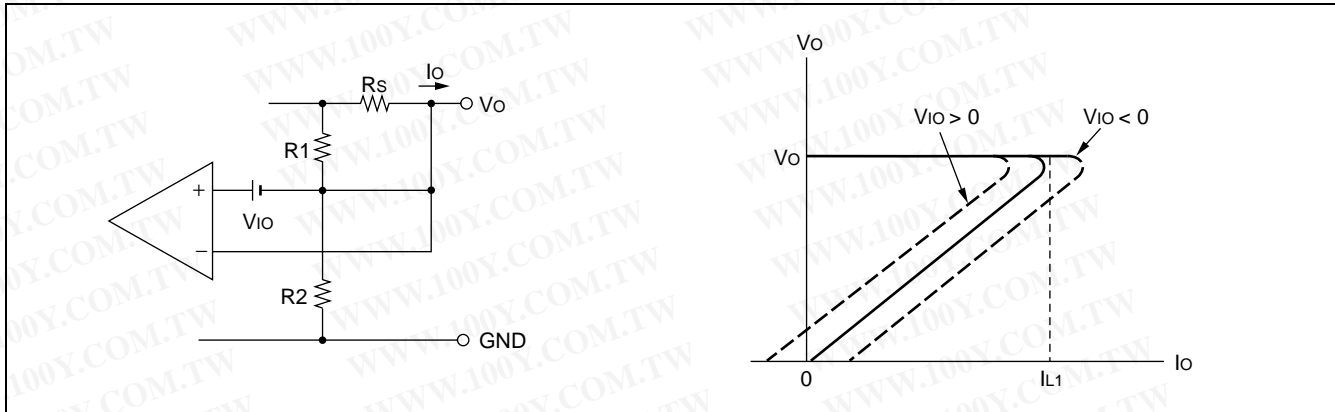 WWW.100Y.COM.TW
Rs
Io
Vo
R1
+
VIO
−
R2
GND
Vo
VIO > 0
VIO < 0
Vo
0
IL1
Io